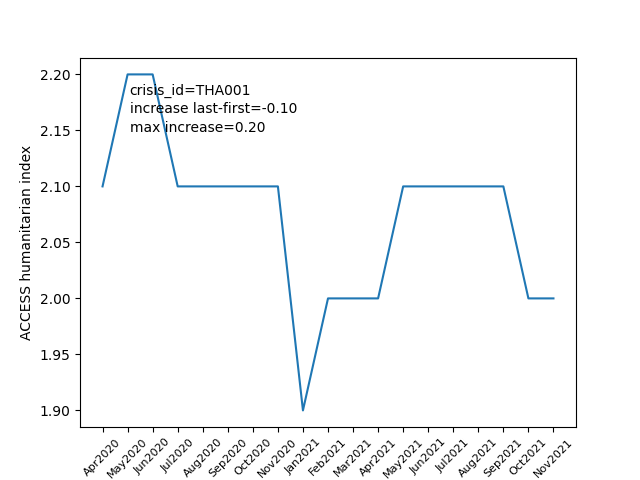 2.20
2.15
2.10
2.05
2.00
1.95
1.90
ACCESS humanitarian index
crisis_id=THA001
increase last-first=-0.10
max increase=0.20
Apr2020
May2020
Jun2020
Jul2020
Aug2020
Sep2020
Oct2020
Nov2020
Jan2021
Feb2021
Mar2021
Apr2021
May2021
Jun2021
Jul2021
Aug2021
Sep2021
Oct2021
Nov2021